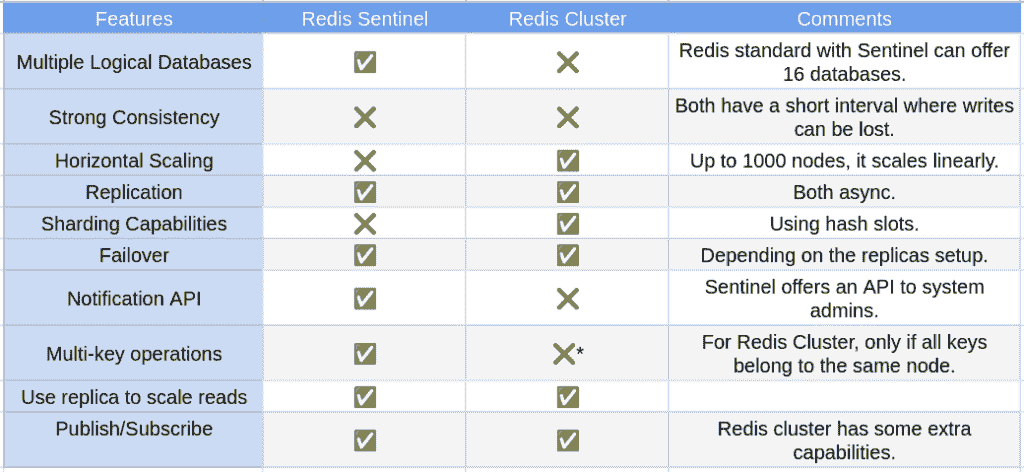 Features Redis Sentinel Redis Cluster Comments
Multiple Logical Databases ✅ ❌ Redis standard with Sentinel can offer
16 databases.
Strong Consistency ❌ ❌ Both have a short interval where writes
can be lost.
Horizontal Scaling ❌ ✅ Up to 1000 nodes, it scales linearly.
Replication ✅ ✅ Both async.
Sharding Capabilities ❌ ✅ Using hash slots.
Failover ✅ ✅ Depending on the replicas setup.
Notification API ✅ ❌ Sentinel offers an API to system
admins.
Multi-key operations ✅ ❌* For Redis Cluster, only if all keys
belong to the same node.
Use replica to scale reads ✅ ✅
Publish/Subscribe ✅ ✅ Redis cluster has some extra
capabilities.